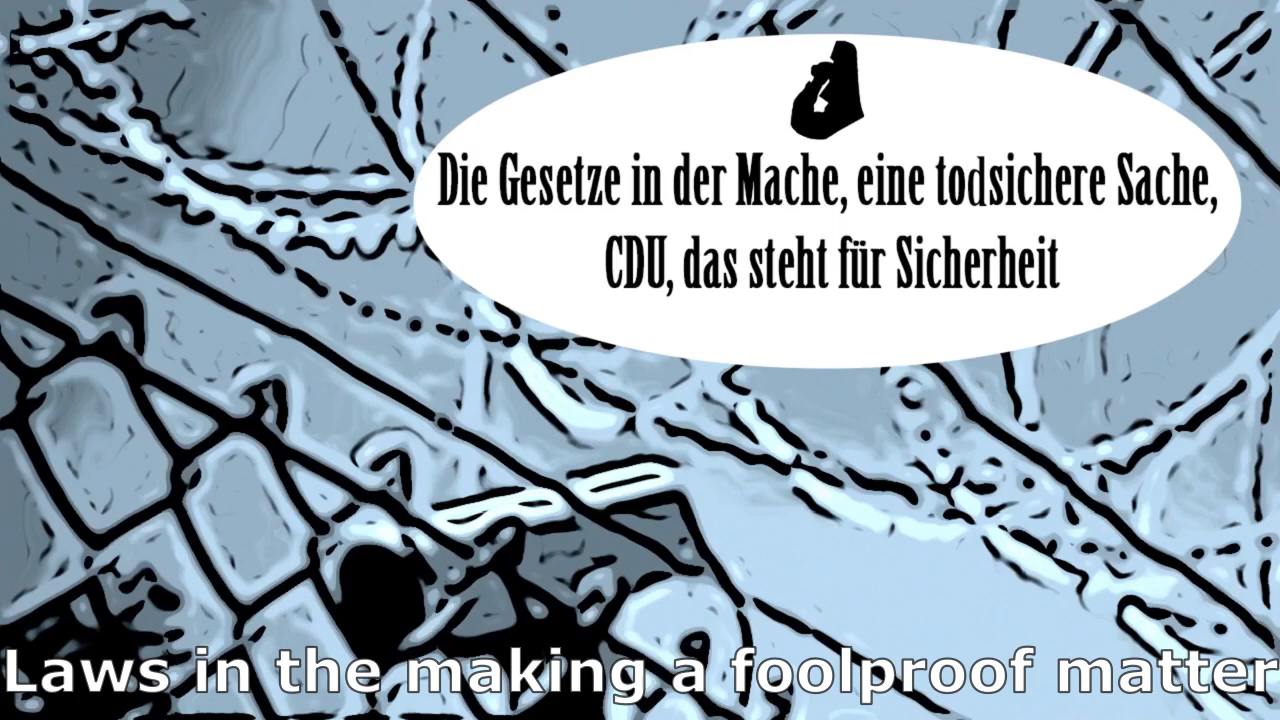 Die Gesetze in der Mache, eine todsichere Sache,
CDU, das steht für Sicherheit
Laws in the making a foolproof matter